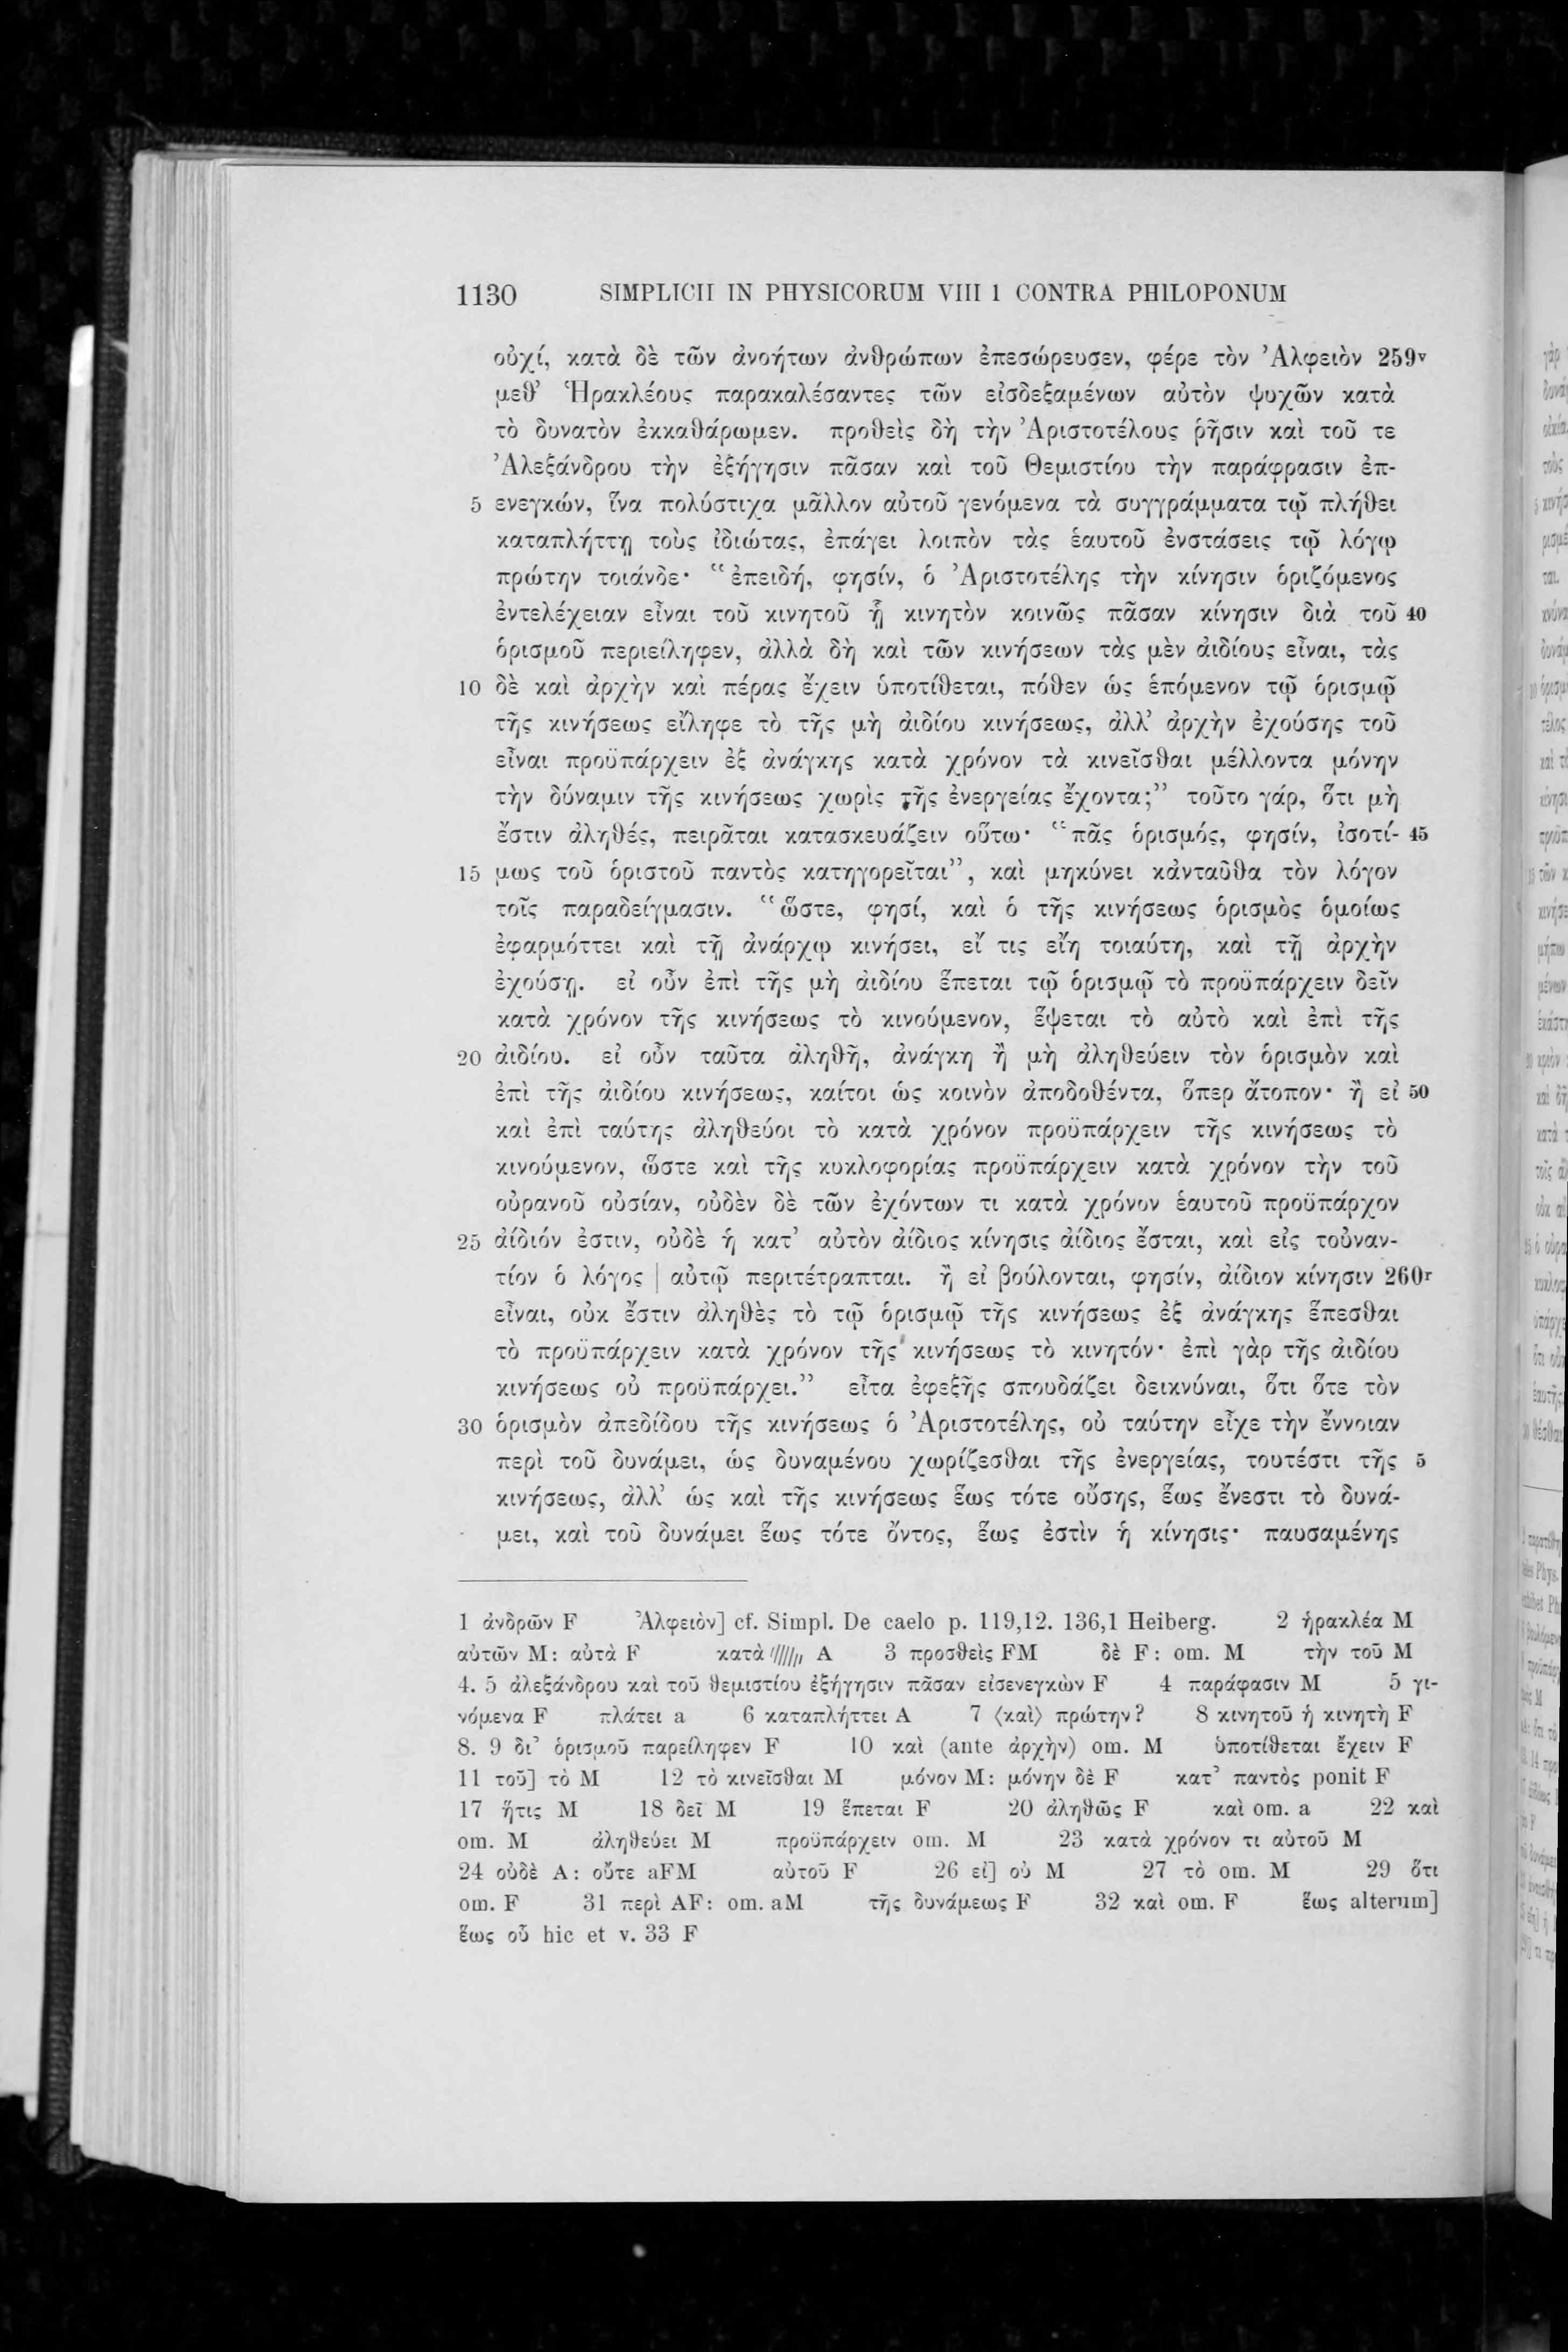 1130 SIMPLICII IN PHYSICORUM VIII 1 CONTRA PHILOPONUM
οὐχί, κατὰ δὲ τῶν ἀνοήτων ἀνθρώπων ἐπεσώρευσεν, φέρε τὸν Ἀλφειὸν 259v
μεθ’ Ἡρακλέους παρακαλέσαντες τῶν εἰσδεξαμένων αὐτὸν ψυχῶν κατὰ
τὸ δυνατὸν ἐκκαθάρωμεν. προθεὶς δὴ τὴν Ἀριστοτέλους ῥῆσιν καὶ τοῦ τε
Ἀλεξάνδρου τὴν ἐξήγησιν πᾶσαν καὶ τοῦ Θεμιστίου τὴν παράφρασιν ἐπ-
5 ενεγκών, ἵνα πολύστιχα μᾶλλον αὐτοῦ γενόμενα τὰ συγγράμματα τῷ πλήθει
καταπλήττῃ τοὺς ἰδιώτας, ἐπάγει λοιπὸν τὰς ἑαυτοῦ ἐνστάσεις τῷ λόγῳ
πρώτην τοιάνδε· “ἐπειδή, φησίν, ὁ Ἀριστοτέλης τὴν κίνησιν ὁριζόμενος
ἐντελέχειαν εἶναι τοῦ κινητοῦ ᾗ κινητὸν κοινῶς πᾶσαν κίνησιν διὰ τοῦ 40
ὁρισμοῦ περιείληφεν, ἀλλὰ δὴ καὶ τῶν κινήσεων τὰς μὲν ἀιδίους εἶναι, τὰς
10 δὲ καὶ ἀρχὴν καὶ πέρας ἔχειν ὑποτίθεται, πόθεν ὡς ἑπόμενον τῷ ὁρισμῷ
τῆς κινήσεως εἴληφε τὸ τῆς μὴ ἀιδίου κινήσεως, ἀλλ’ ἀρχὴν ἐχούσης τοῦ
εἶναι προϋπάρχειν ἐξ ἀνάγκης κατὰ χρόνον τὰ κινεῖσθαι μέλλοντα μόνην
τὴν δύναμιν τῆς κινήσεως χωρὶς τῆς ἐνεργείας ἔχοντα;” τοῦτο γάρ, ὅτι μὴ
ἔστιν ἀληθές, πειρᾶται κατασκευάζειν οὕτω· “πᾶς ὁρισμός, φησίν, ἰσοτί- 45
15 μως τοῦ ὁριστοῦ παντὸς κατηγορεῖται”, καὶ μηκύνει κἀνταῦθα τὸν λόγον
τοῖς παραδείγμασιν. “ὥστε, φησί, καὶ ὁ τῆς κινήσεως ὁρισμὸς ὁμοίως
ἐφαρμόττει καὶ τῇ ἀνάρχῳ κινήσει, εἴ τις εἴη τοιαύτη, καὶ τῇ ἀρχὴν
ἐχούσῃ. εἰ οὖν ἐπὶ τῆς μὴ ἀιδίου ἕπεται τῷ ὁρισμῷ τὸ προϋπάρχειν δεῖν
κατὰ χρόνον τῆς κινήσεως τὸ κινούμενον, ἕψεται τὸ αὐτὸ καὶ ἐπὶ τῆς
20 ἀιδίου. εἰ οὖν ταῦτα ἀληθῆ, ἀνάγκη ἢ μὴ ἀληθεύειν τὸν ὁρισμὸν καὶ
ἐπὶ τῆς ἀιδίου κινήσεως, καίτοι ὡς κοινὸν ἀποδοθέντα, ὅπερ ἄτοπον· ἢ εἰ 50
καὶ ἐπὶ ταύτης ἀληθεύοι τὸ κατὰ χρόνον προϋπάρχειν τῆς κινήσεως τὸ
κινούμενον, ὥστε καὶ τῆς κυκλοφορίας προϋπάρχειν κατὰ χρόνον τὴν τοῦ
οὐρανοῦ οὐσίαν, οὐδὲν δὲ τῶν ἐχόντων τι κατὰ χρόνον ἑαυτοῦ προϋπάρχον
25 ἀίδιόν ἐστιν, οὐδὲ ἡ κατ’ αὐτὸν ἀίδιος κίνησις ἀίδιος ἔσται, καὶ εἰς τοὐναν-
τίον ὁ λόγος | αὐτῷ περιτέτραπται. ἢ εἰ βούλονται, φησίν, ἀίδιον κίνησιν 260r
εἶναι, οὐκ ἔστιν ἀληθὲς τὸ τῷ ὁρισμῷ τῆς κινήσεως ἐξ ἀνάγκης ἕπεσθαι
τὸ προϋπάρχειν κατὰ χρόνον τῆς κινήσεως τὸ κινητόν· ἐπὶ γὰρ τῆς ἀιδίου
κινήσεως οὐ προϋπάρχει.” εἶτα ἐφεξῆς σπουδάζει δεικνύναι, ὅτι ὅτε τὸν
30 ὁρισμὸν ἀπεδίδου τῆς κινήσεως ὁ Ἀριστοτέλης, οὐ ταύτην εἶχε τὴν ἔννοιαν
περὶ τοῦ δυνάμει, ὡς δυναμένου χωρίζεσθαι τῆς ἐνεργείας, τουτέστι τῆς 5
κινήσεως, ἀλλ’ ὡς καὶ τῆς κινήσεως ἕως τότε οὔσης, ἕως ἔνεστι τὸ δυνά-
μει, καὶ τοῦ δυνάμει ἕως τότε ὄντος, ἕως ἐστὶν ἡ κίνησις· παυσαμένης
1 ἀνδρῶν F Ἀλφειὸν] cf. Simpl. De caelo p. 119,12. 136,1 Heiberg. 2 ἡρακλέα M
αὐτῶν M: αὐτὰ F κατὰ ////// A 3 προσθεὶς FM δὲ F: om. M τὴν τοῦ M
4. 5 ἀλεξάνδρου καὶ τοῦ θεμιστίου ἐξήγησιν πᾶσαν εἰσενεγκὼν F 4 παράφασιν M 5 γι-
νόμενα F πλάτει a 6 καταπλήττει A 7 ⟨καὶ⟩ πρώτην? 8 κινητοῦ ἡ κινητὴ F
8. 9 δι’ ὁρισμοῦ παρείληφεν F 10 καὶ (ante ἀρχὴν) om. M ὑποτίθεται ἔχειν F
11 τοῦ] τὸ M 12 τὸ κινεῖσθαι M μόνον M: μόνην δὲ F κατ’ παντὸς ponit F
17 ἥτις M 18 δεῖ M 19 ἕπεται F 20 ἀληθῶς F καὶ om. a 22 καὶ
om. M ἀληθεύει M προϋπάρχειν om. M 23 κατὰ χρόνον τι αὐτοῦ M
24 οὐδὲ A: οὔτε aFM αὐτοῦ F 26 εἰ] οὐ M 27 τὸ om. M 29 ὅτι
om. F 31 περὶ AF: om. aM τῆς δυνάμεως F 32 καὶ om. F ἕως alterum]
ἕως οὗ hic et v. 33 F